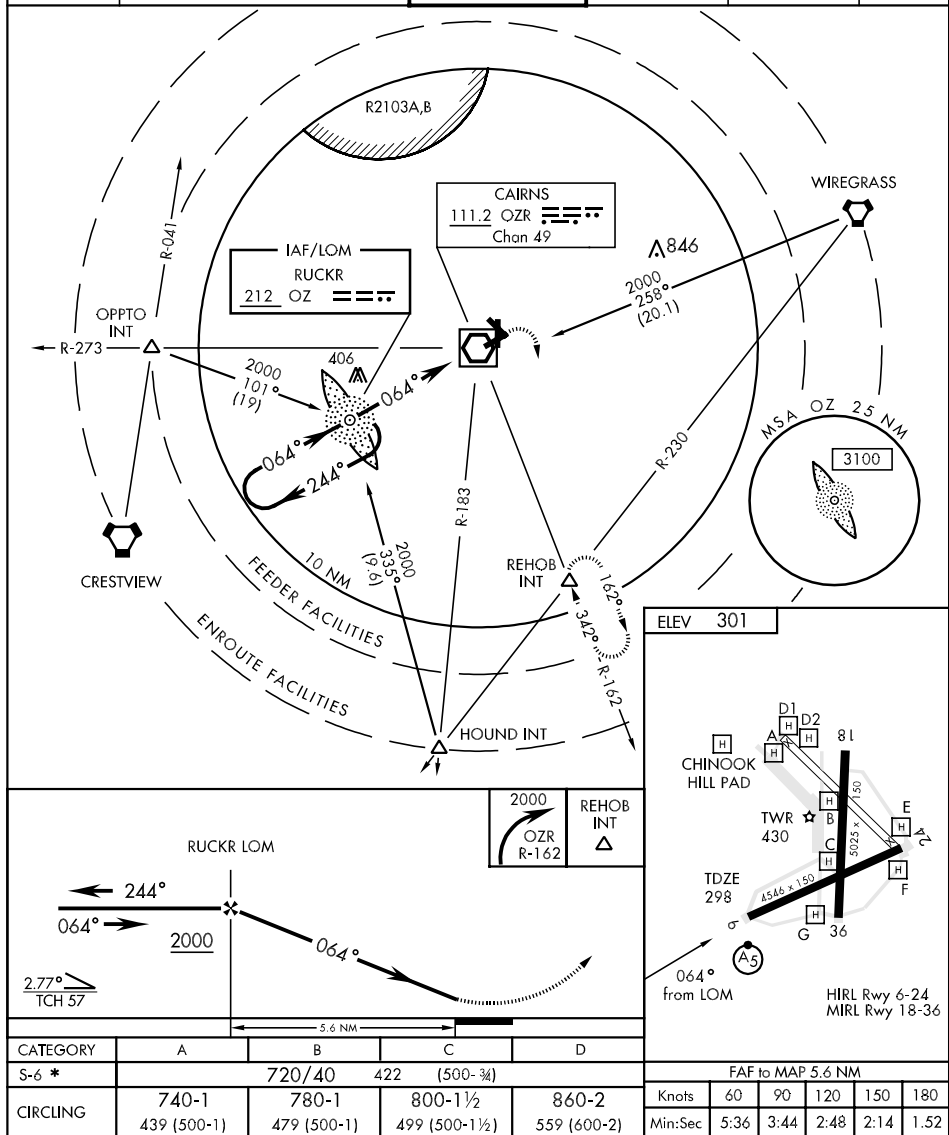 R2103A,B
WIREGRASS
CAIRNS
111.2 OZR
Chan 49
R-041
846
IAF/LOM
RUCKR
212 OZ
2000
258°
(20.1)
OPPTO
INT
R-273
406
2000
101°
(19)
064°
064°
244°
MSA OZ 25 NM
3100
R-230
R-183
2000
335°
(9.6)
CRESTVIEW
10 NM
FEEDER FACILITIES
ENROUTE FACILITIES
REHOB
INT
162°
342°
R-162
HOUND INT
ELEV 301
D1
D2
A
H
H
H
H
18
CHINOOK
HILL PAD
5025 x 150
TWR
430
H
B
E
H
24
C
H
H
F
TDZE
298
4546 x 150
6
G
H
36
A5
064°
from LOM
HIRL Rwy 6-24
MIRL Rwy 18-36
2000
OZR
R-162
REHOB
INT
RUCKR LOM
244°
064°
2000
064°
2.77°
TCH 57
5.6 NM
CATEGORY A B C D
S-6 * 720/40 422 (500-¾)
CIRCLING 740-1 780-1 800-1½ 860-2
439 (500-1) 479 (500-1) 499 (500-1½) 559 (600-2)
FAF to MAP 5.6 NM
Knots 60 90 120 150 180
Min:Sec 5:36 3:44 2:48 2:14 1.52